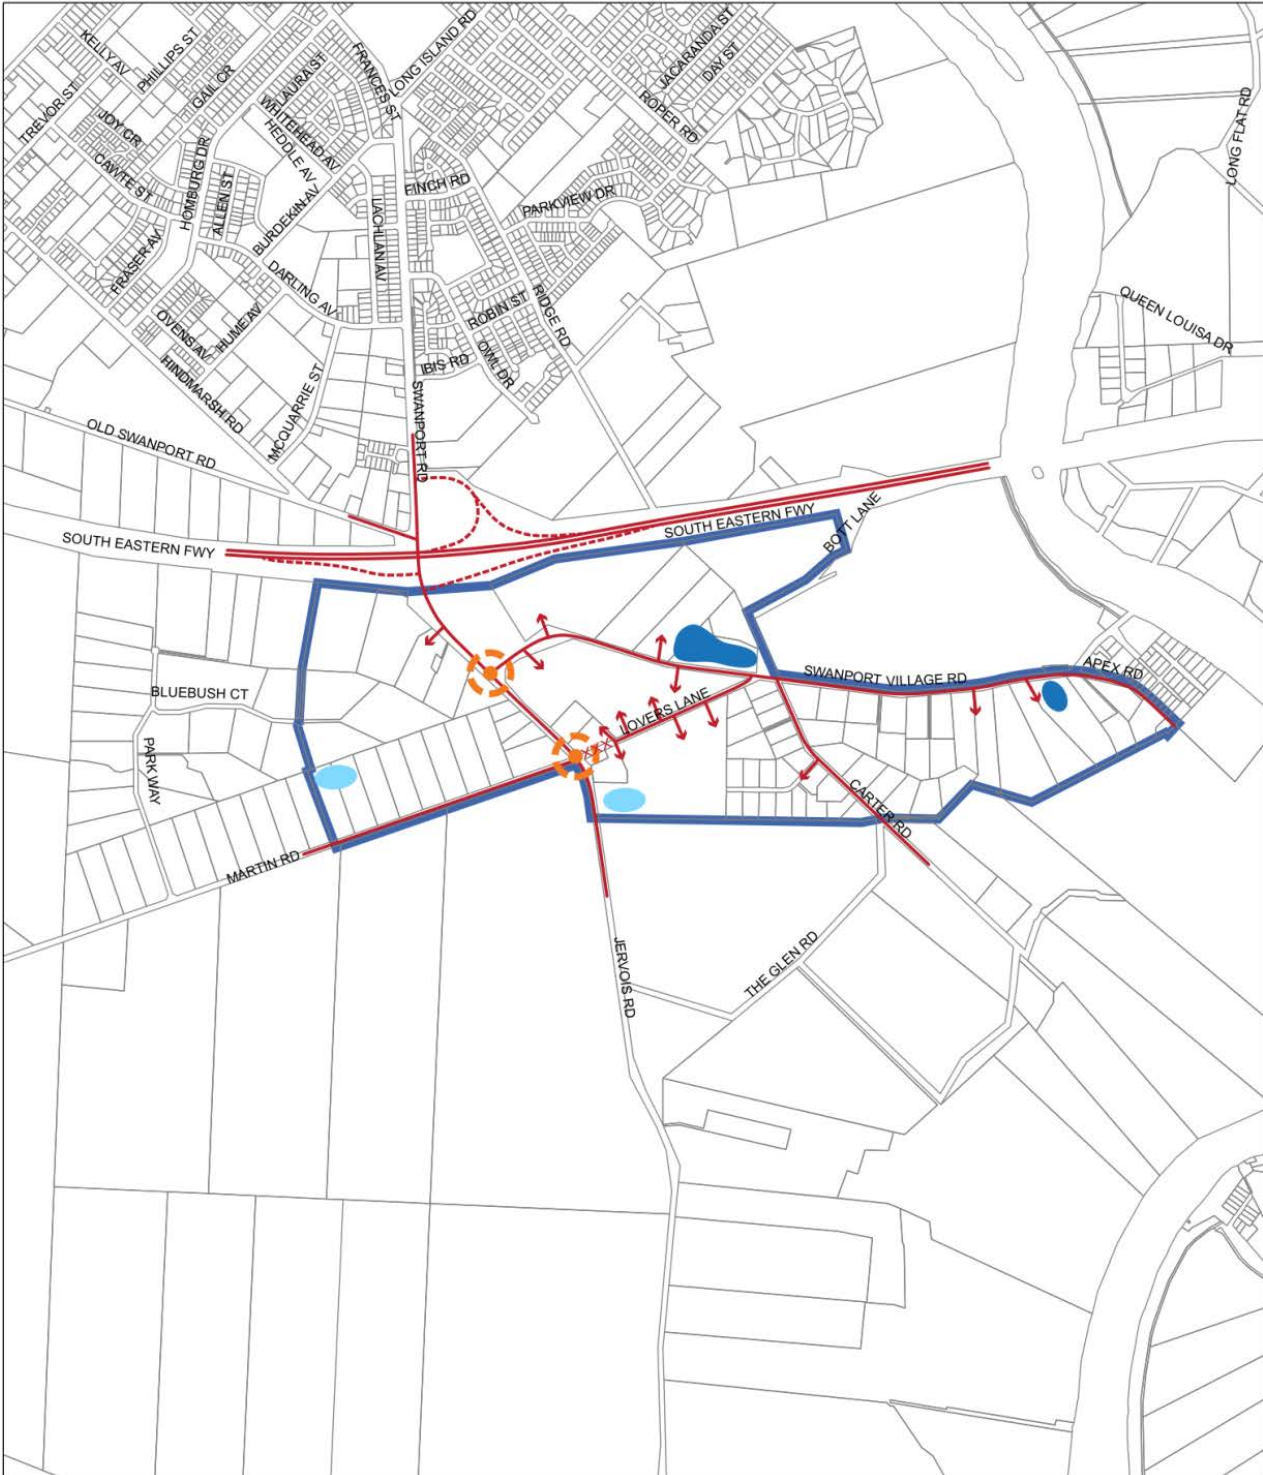 KELLY AV
PHILLIPS ST
TREVOR ST
GAIL CR
LAURA ST
FRANCES ST
LONG ISLAND RD
JACARANDA ST
DAY ST
ROPER RD
JOY CR
WHITEHEAD AV
HEDDLE AV
CAWTE ST
HOMBURG DR
ALLEN ST
BURDEKIN AV
LACHLAN AV
FINCH RD
PARKVIEW DR
LONG FLAT RD
FRASER AV
DARLING AV
OVENS AV
HUME AV
ROBIN ST
RIDGE RD
QUEEN LOUISA DR
HINDMARSH RD
MCQUARRIE ST
IBIS RD
OWL DR
SWANPORT RD
OLD SWANPORT RD
SOUTH EASTERN FWY
SOUTH EASTERN FWY
BOTT LANE
SWANPORT VILLAGE RD
APEX RD
BLUEBUSH CT
LOVERS LANE
XXX
PARK WAY
CARTER RD
MARTIN RD
JERVOIS RD
THE GLEN RD